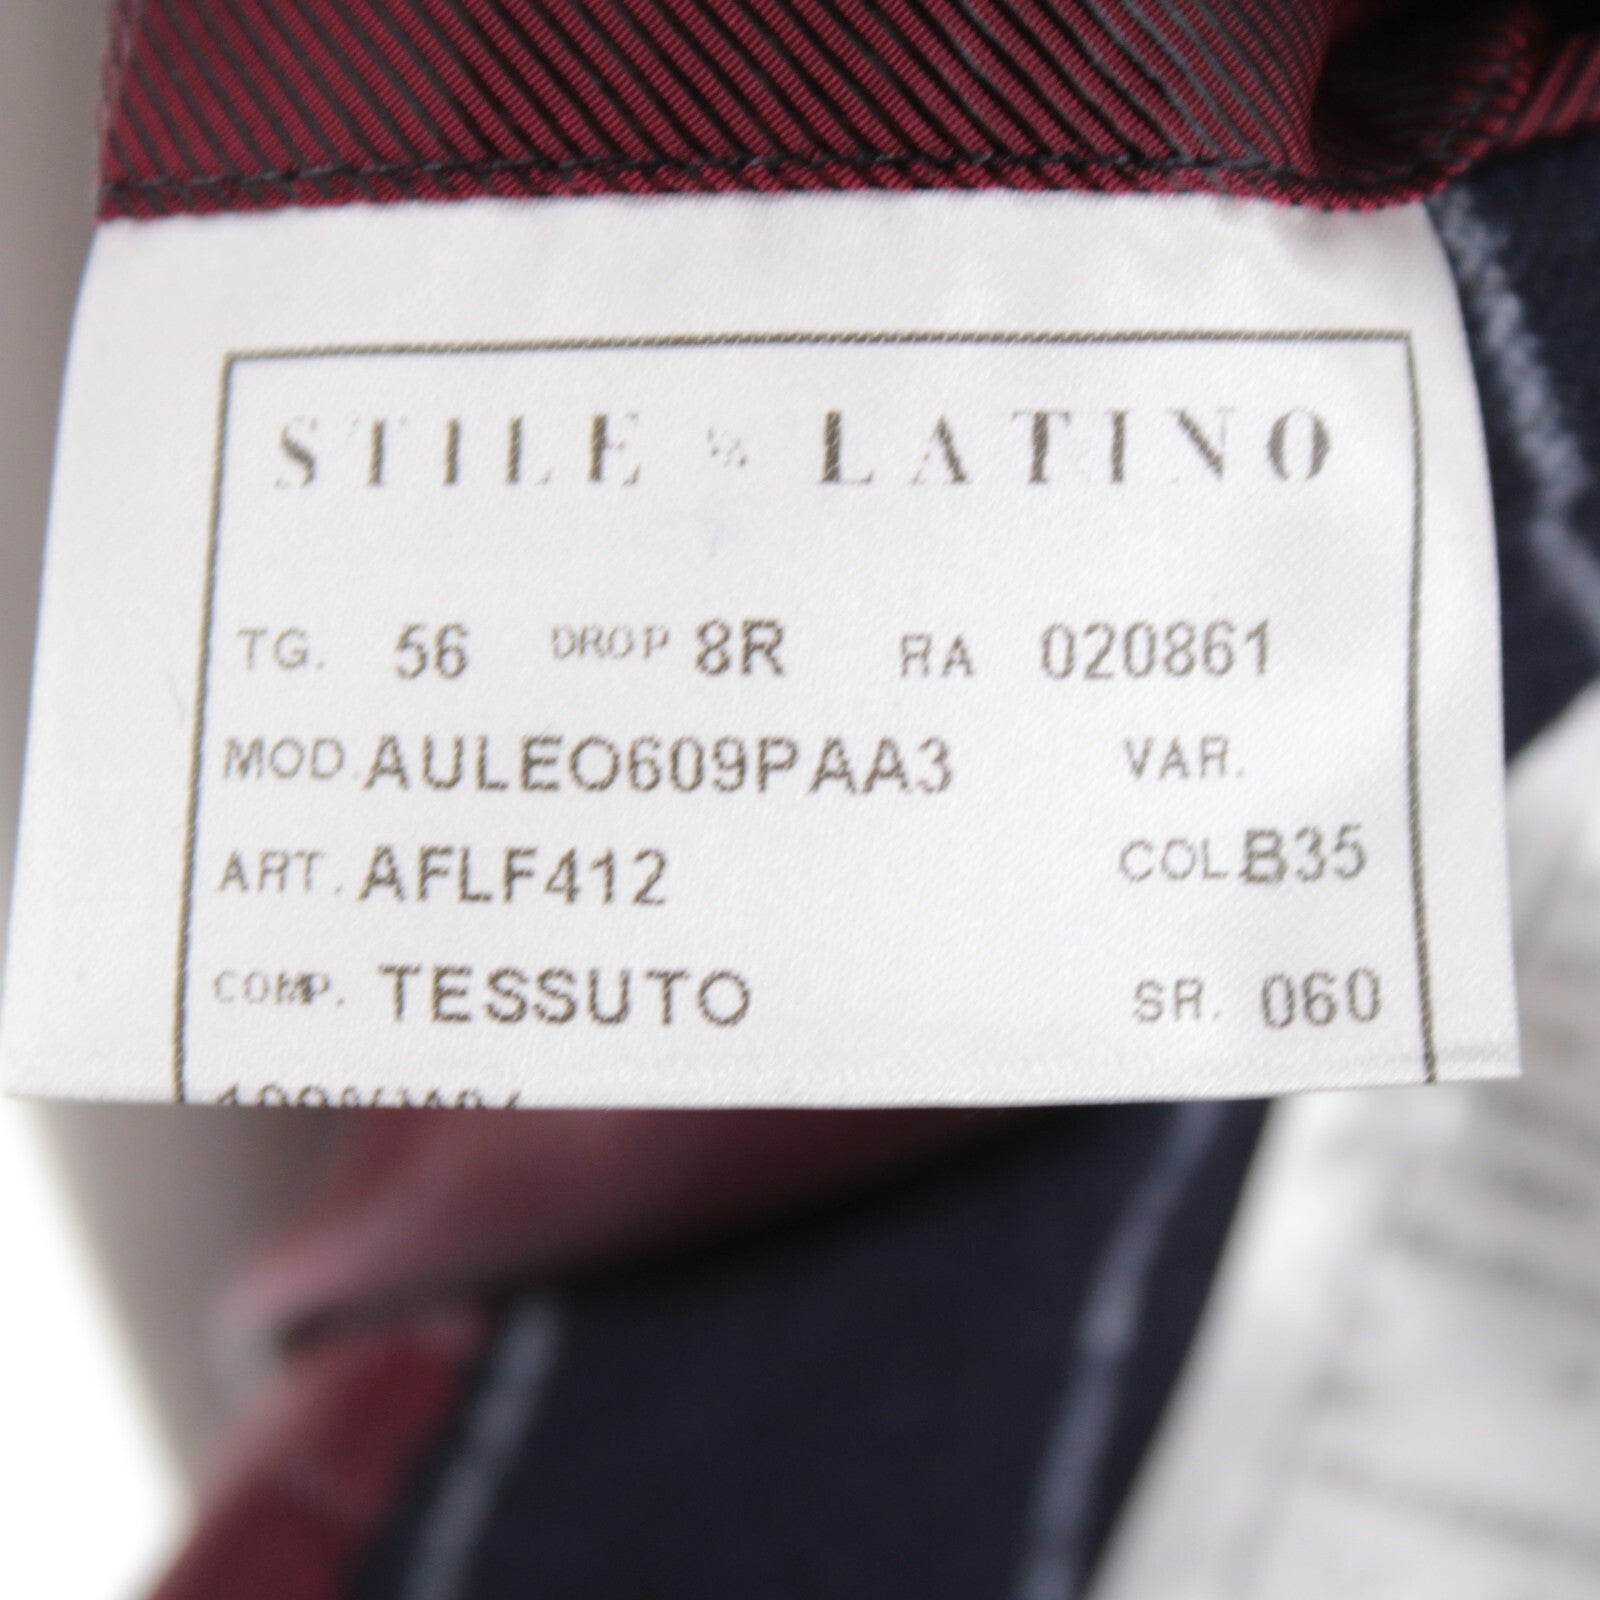 STILE LATINO
TG. 56 DROP 8R RA 020861
MOD. AULEO609PAA3 VAR.
ART. AFLF412 COL. B35
COMP. TESSUTO SR. 060